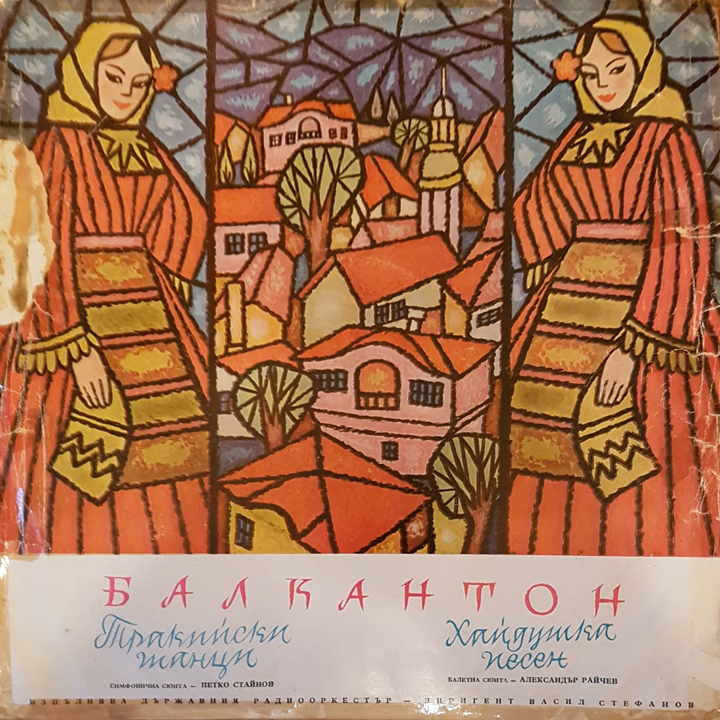 БАЛКАНТОН
Тракийски танци
Симфонична сюита – ПЕТКО СТАЙНОВ
Хайдушка песен
Балетна сюита – АЛЕКСАНДЪР РАЙЧЕВ
ИЗПЪЛНЯВА ДЪРЖАВНИЯ РАДИООРКЕСТЪР – ДИРИГЕНТ ВАСИЛ СТЕФАНОВ